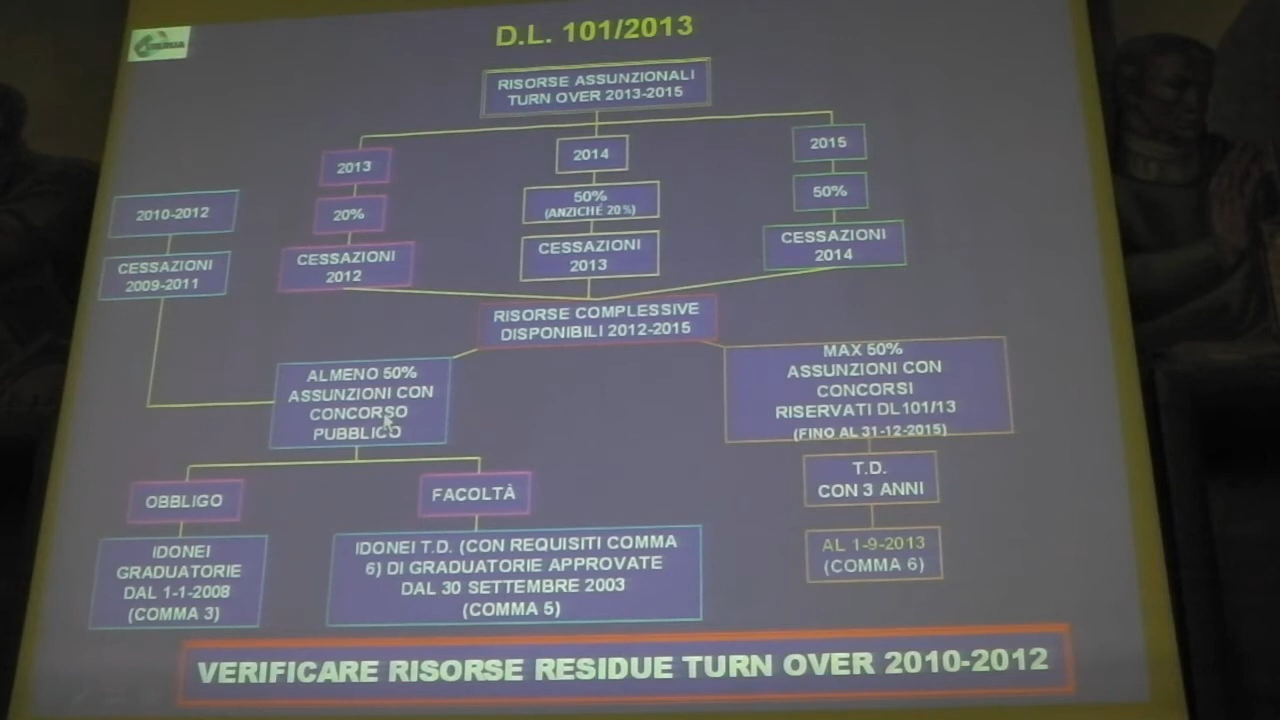 D.L. 101/2013
RISORSE ASSUNZIONALI
TURN OVER 2013-2015
2013
20%
CESSAZIONI
2012
2014
50%
(ANZICHÉ 20%)
CESSAZIONI
2013
2015
50%
CESSAZIONI
2014
2010-2012
CESSAZIONI
2009-2011
RISORSE COMPLESSIVE
DISPONIBILI 2012-2015
ALMENO 50%
ASSUNZIONI CON
CONCORSO
PUBBLICO
MAX 50%
ASSUNZIONI CON
CONCORSI
RISERVATI DL 101/13
(FINO AL 31-12-2015)
OBBLIGO
IDONEI
GRADUATORIE
DAL 1-1-2008
(COMMA 3)
FACOLTÀ
IDONEI T.D. (CON REQUISITI COMMA
6) DI GRADUATORIE APPROVATE
DAL 30 SETTEMBRE 2003
(COMMA 5)
T.D.
CON 3 ANNI
AL 1-9-2013
(COMMA 6)
VERIFICARE RISORSE RESIDUE TURN OVER 2010-2012